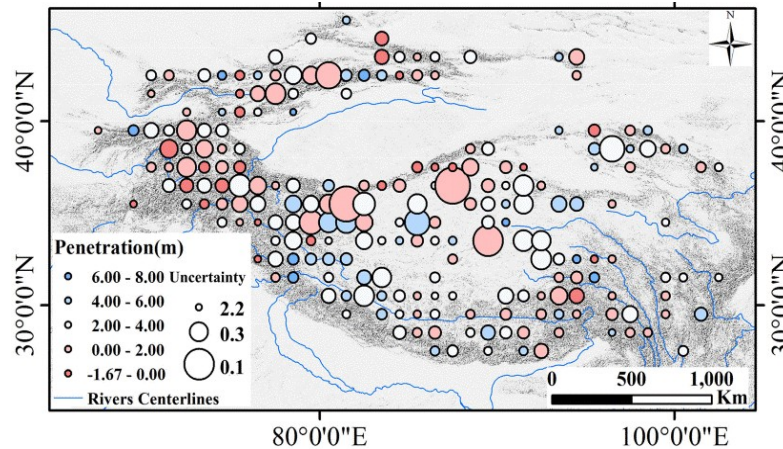 N
40°0'0"N
40°0'0"N
Penetration(m)
6.00 - 8.00
4.00 - 6.00
2.00 - 4.00
0.00 - 2.00
-1.67 - 0.00
Uncertainty
2.2
0.3
0.1
Rivers Centerlines
30°0'0"N
30°0'0"N
0
500
1,000
Km
80°0'0"E
100°0'0"E